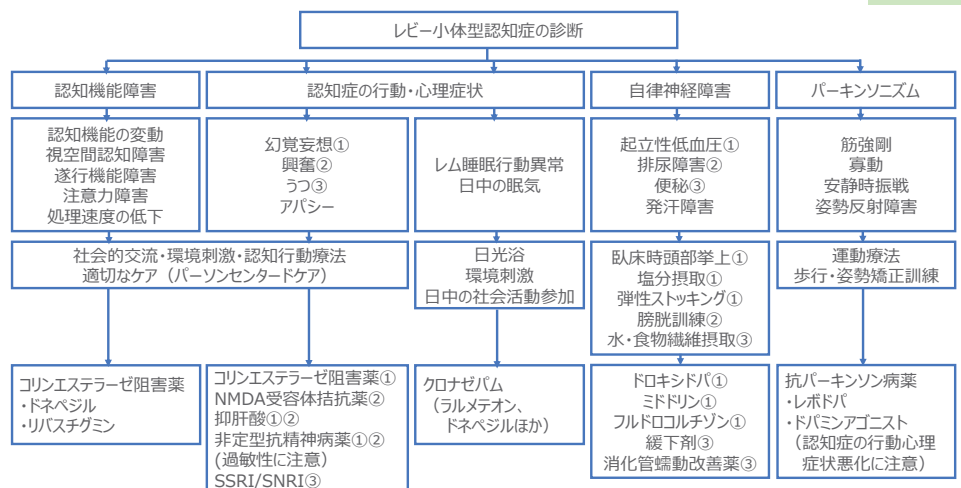 レビー小体型認知症の診断
認知機能障害
認知症の行動・心理症状
自律神経障害
パーキンソニズム
認知機能の変動
視空間認知障害
遂行機能障害
注意力障害
処理速度の低下
幻覚妄想①
興奮②
うつ③
アパシー
レム睡眠行動異常
日中の眠気
起立性低血圧①
排尿障害②
便秘③
発汗障害
筋強剛
寡動
安静時振戦
姿勢反射障害
社会的交流・環境刺激・認知行動療法
適切なケア（パーソンセンタードケア）
日光浴
環境刺激
日中の社会活動参加
臥床時頭部挙上①
塩分摂取①
弾性ストッキング①
膀胱訓練②
水・食物繊維摂取③
運動療法
歩行・姿勢矯正訓練
コリンエステラーゼ阻害薬
・ドネペジル
・リバスチグミン
コリンエステラーゼ阻害薬①
NMDA受容体拮抗薬②
抑肝酸①②
非定型抗精神病薬①②
(過敏性に注意)
SSRI/SNRI③
クロナゼパム
（ラルメテオン、
ドネペジルほか）
ドロキシドパ①
ミドドリン①
フルドロコルチゾン①
緩下剤③
消化管蠕動改善薬③
抗パーキンソン病薬
・レボドパ
・ドパミンアゴニスト
（認知症の行動心理
症状悪化に注意）